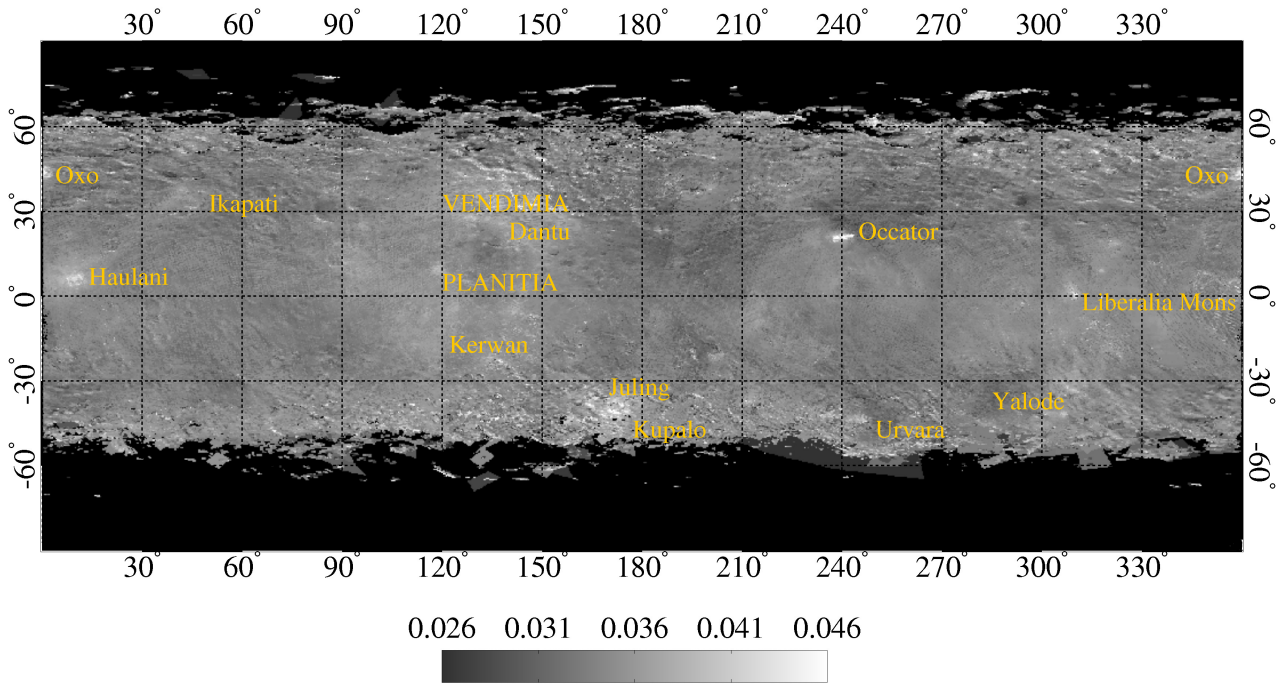 30° 60° 90° 120° 150° 180° 210° 240° 270° 300° 330°
60° 60°
Oxo Oxo
Ikapati VENDIMIA
30° 30°
Dantu Occator
Haulani PLANITIA
0° 0°
Liberalia Mons
Kerwan
-30° -30°
Juling
Yalode
Kupalo Urvara
-60° -60°
30° 60° 90° 120° 150° 180° 210° 240° 270° 300° 330°
0.026 0.031 0.036 0.041 0.046